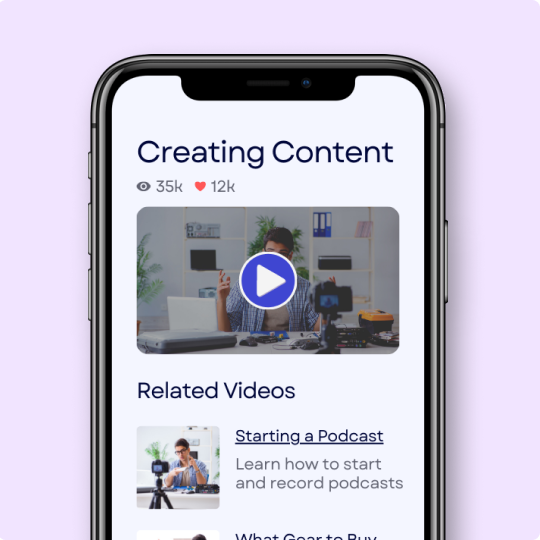 Creating Content
35k 12k
Related Videos
Starting a Podcast
Learn how to start
and record podcasts
What Gear to Buy